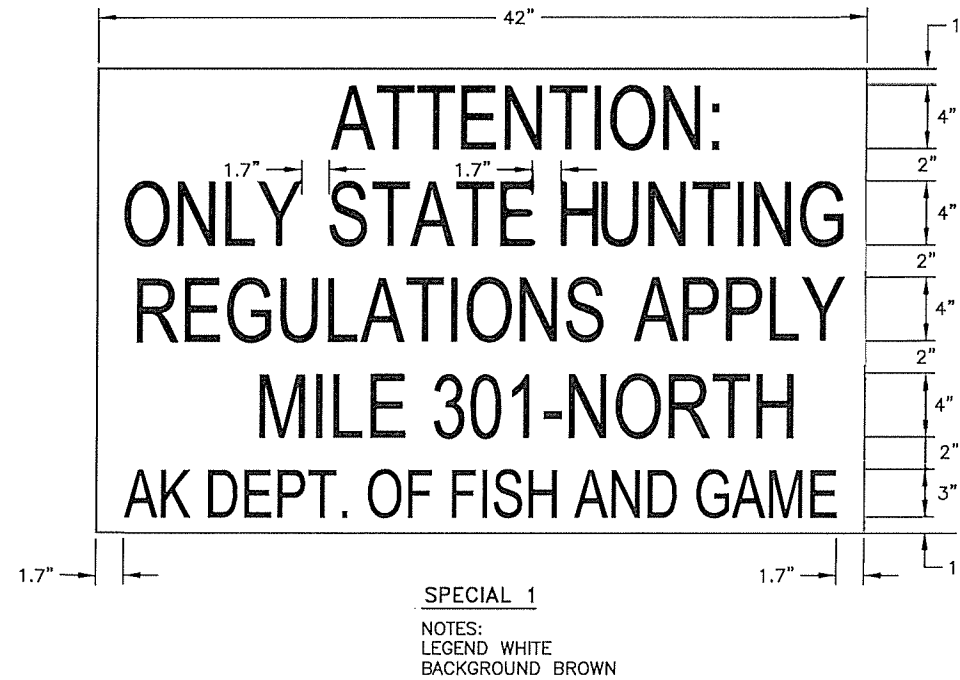 42"
1
ATTENTION:
4"
2"
1.7" 1.7"
ONLY STATE HUNTING
4"
2"
REGULATIONS APPLY
4"
2"
MILE 301-NORTH
4"
2"
AK DEPT. OF FISH AND GAME
3"
1.7" 1.7" 1
SPECIAL 1
NOTES:
LEGEND WHITE
BACKGROUND BROWN